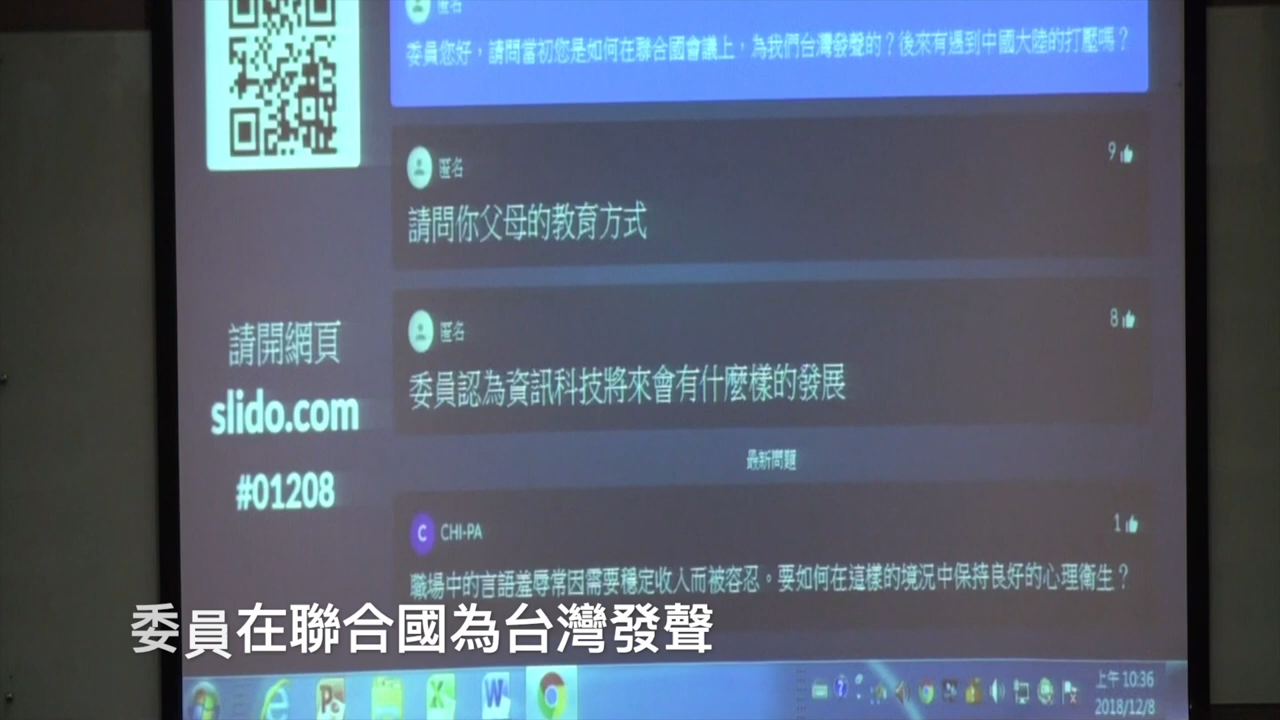 匿名
委員您好，請問當初您是如何在聯合國會議上，為我們台灣發聲的？後來有遇到中國大陸的打壓嗎？
匿名
9
請問你父母的教育方式
匿名
8
委員認為資訊科技將來會有什麼樣的發展
請開網頁
slido.com
#01208
最新問題
C CHI-PA
1
職場中的言語羞辱常因需要穩定收入而被容忍。要如何在這樣的境況中保持良好的心理衛生？
委員在聯合國為台灣發聲
上午 10:36
2018/12/8